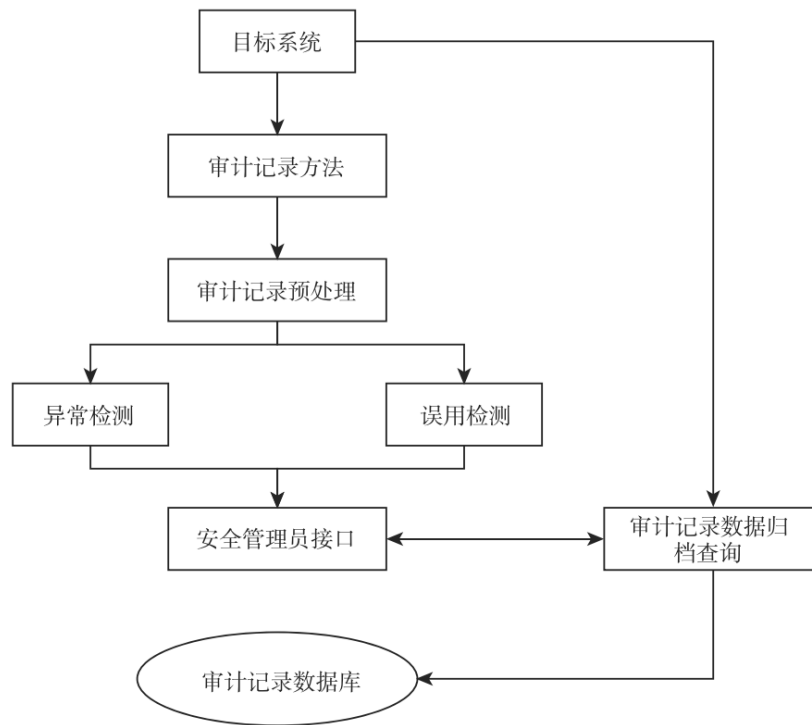 目标系统
审计记录方法
审计记录预处理
异常检测
误用检测
安全管理员接口
审计记录数据归
档查询
审计记录数据库